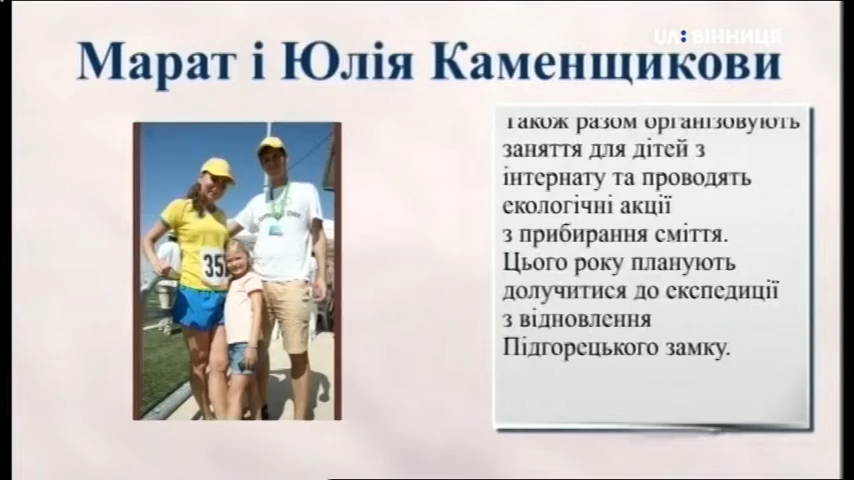 UA: ВІННИЦЯ
Марат і Юлія Каменщикови
Також разом організовують
заняття для дітей з
інтернату та проводять
екологічні акції
з прибирання сміття.
Цього року планують
долучитися до експедиції
з відновлення
Підгорецького замку.
357